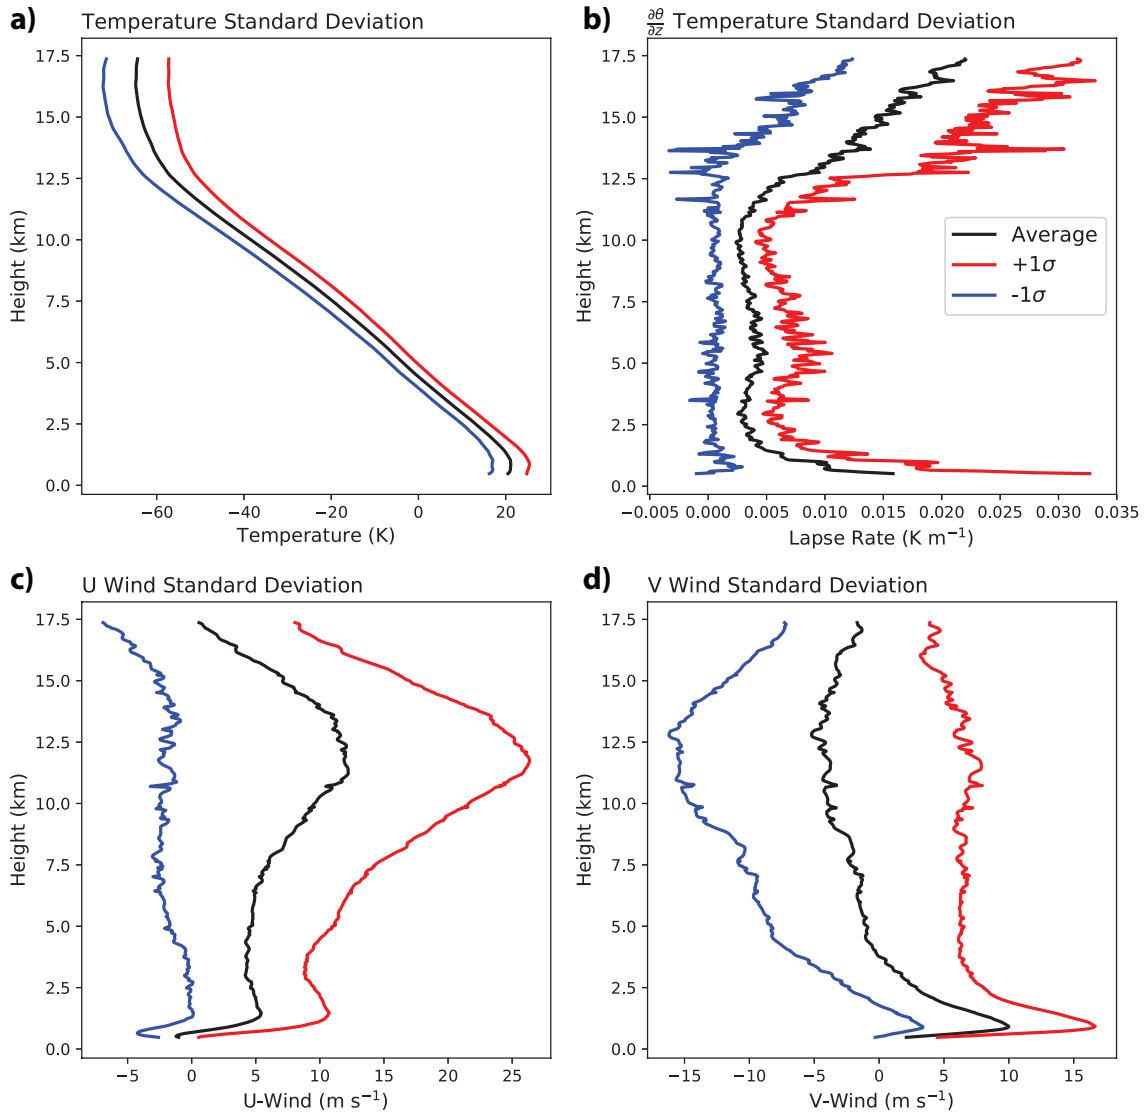 a) Temperature Standard Deviation
17.5
15.0
12.5
10.0
7.5
5.0
2.5
0.0
Height (km)
−60 −40 −20 0 20
Temperature (K)
b) ∂θ/∂z Temperature Standard Deviation
17.5
15.0
12.5
10.0
7.5
5.0
2.5
0.0
Height (km)
Average
+1σ
-1σ
−0.005 0.000 0.005 0.010 0.015 0.020 0.025 0.030 0.035
Lapse Rate (K m⁻¹)
c) U Wind Standard Deviation
17.5
15.0
12.5
10.0
7.5
5.0
2.5
0.0
Height (km)
−5 0 5 10 15 20 25
U-Wind (m s⁻¹)
d) V Wind Standard Deviation
17.5
15.0
12.5
10.0
7.5
5.0
2.5
0.0
Height (km)
−15 −10 −5 0 5 10 15
V-Wind (m s⁻¹)